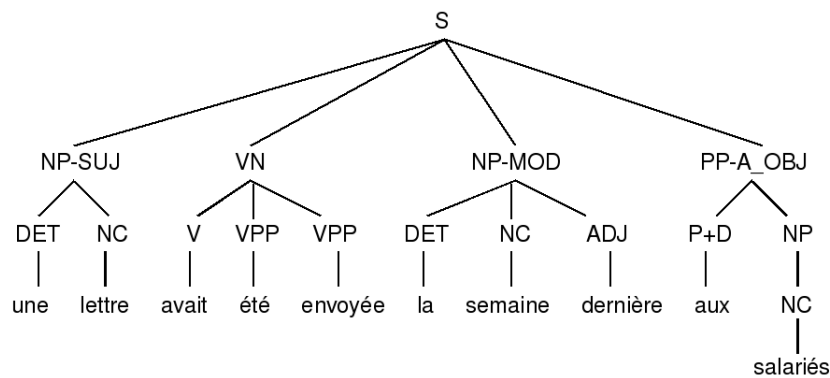 S
NP-SUJ VN NP-MOD PP-A_OBJ
DET NC V VPP VPP DET NC ADJ P+D NP
une lettre avait été envoyée la semaine dernière aux NC
salariés